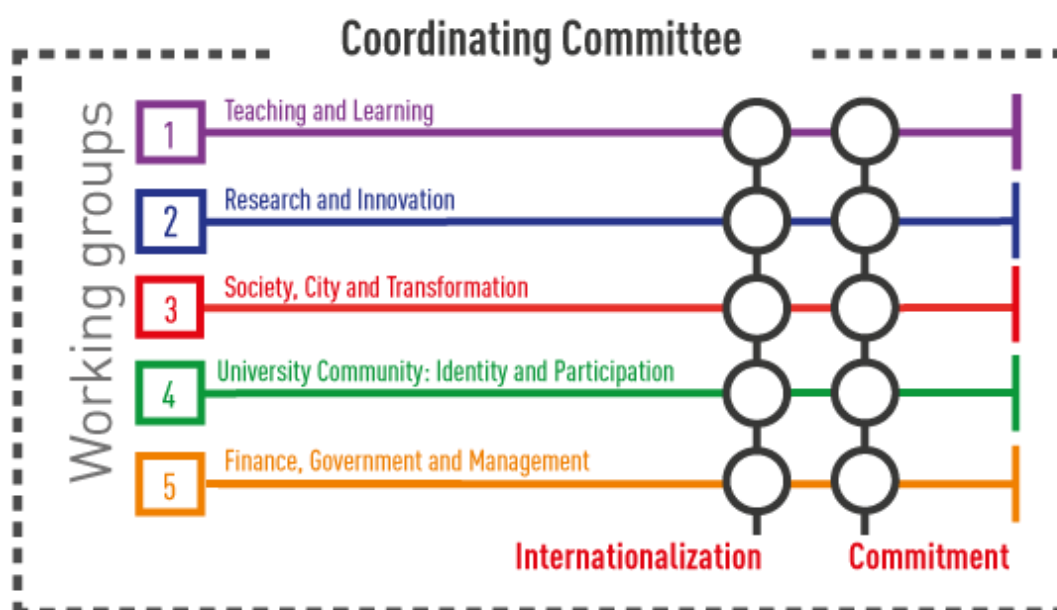 Coordinating Committee
Working groups
1 Teaching and Learning
2 Research and Innovation
3 Society, City and Transformation
4 University Community: Identity and Participation
5 Finance, Government and Management
Internationalization Commitment